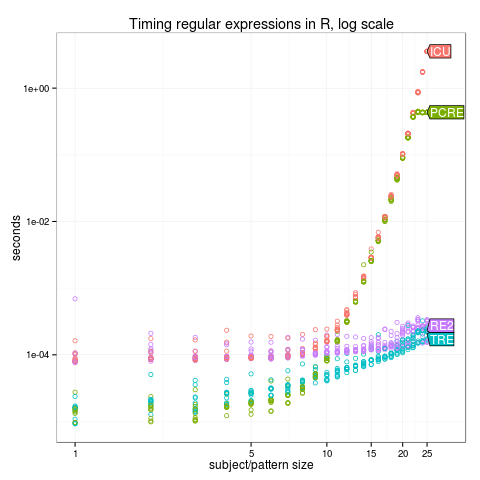 Timing regular expressions in R, log scale
ICU
1e+00
PCRE
seconds
1e-02
RE2
TRE
1e-04
1
5
10
15
20
25
subject/pattern size